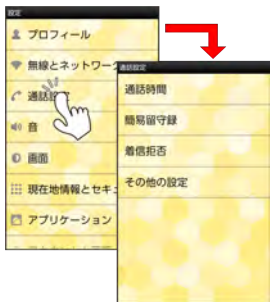 設定
プロフィール
無線とネットワーク
通話設定
音
画面
現在地情報とセキ
アプリケーション
通話設定
通話時間
簡易留守録
着信拒否
その他の設定